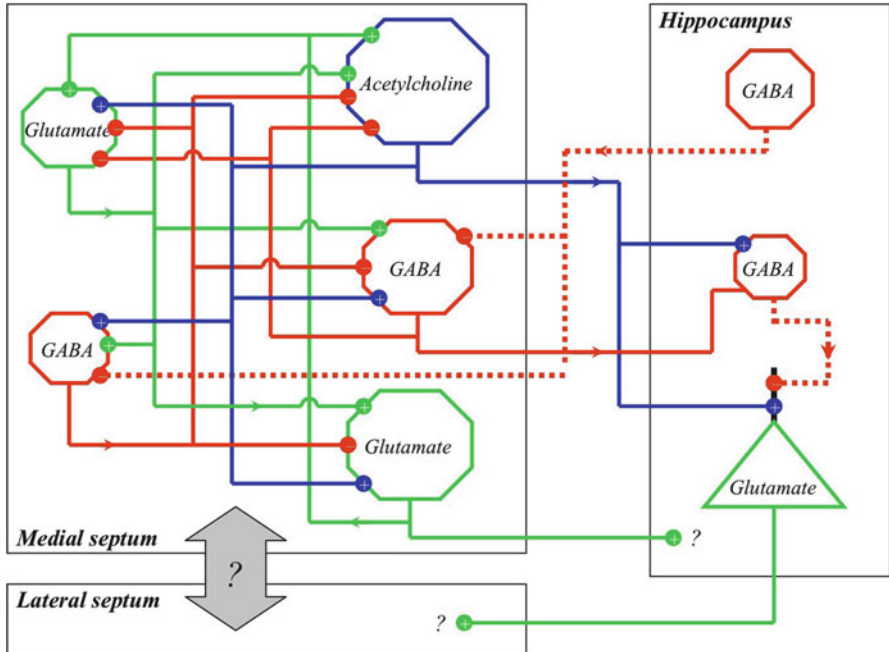 Hippocampus
Acetylcholine
GABA
Glutamate
GABA
GABA
GABA
Glutamate
Glutamate
?
Medial septum
?
Lateral septum
?